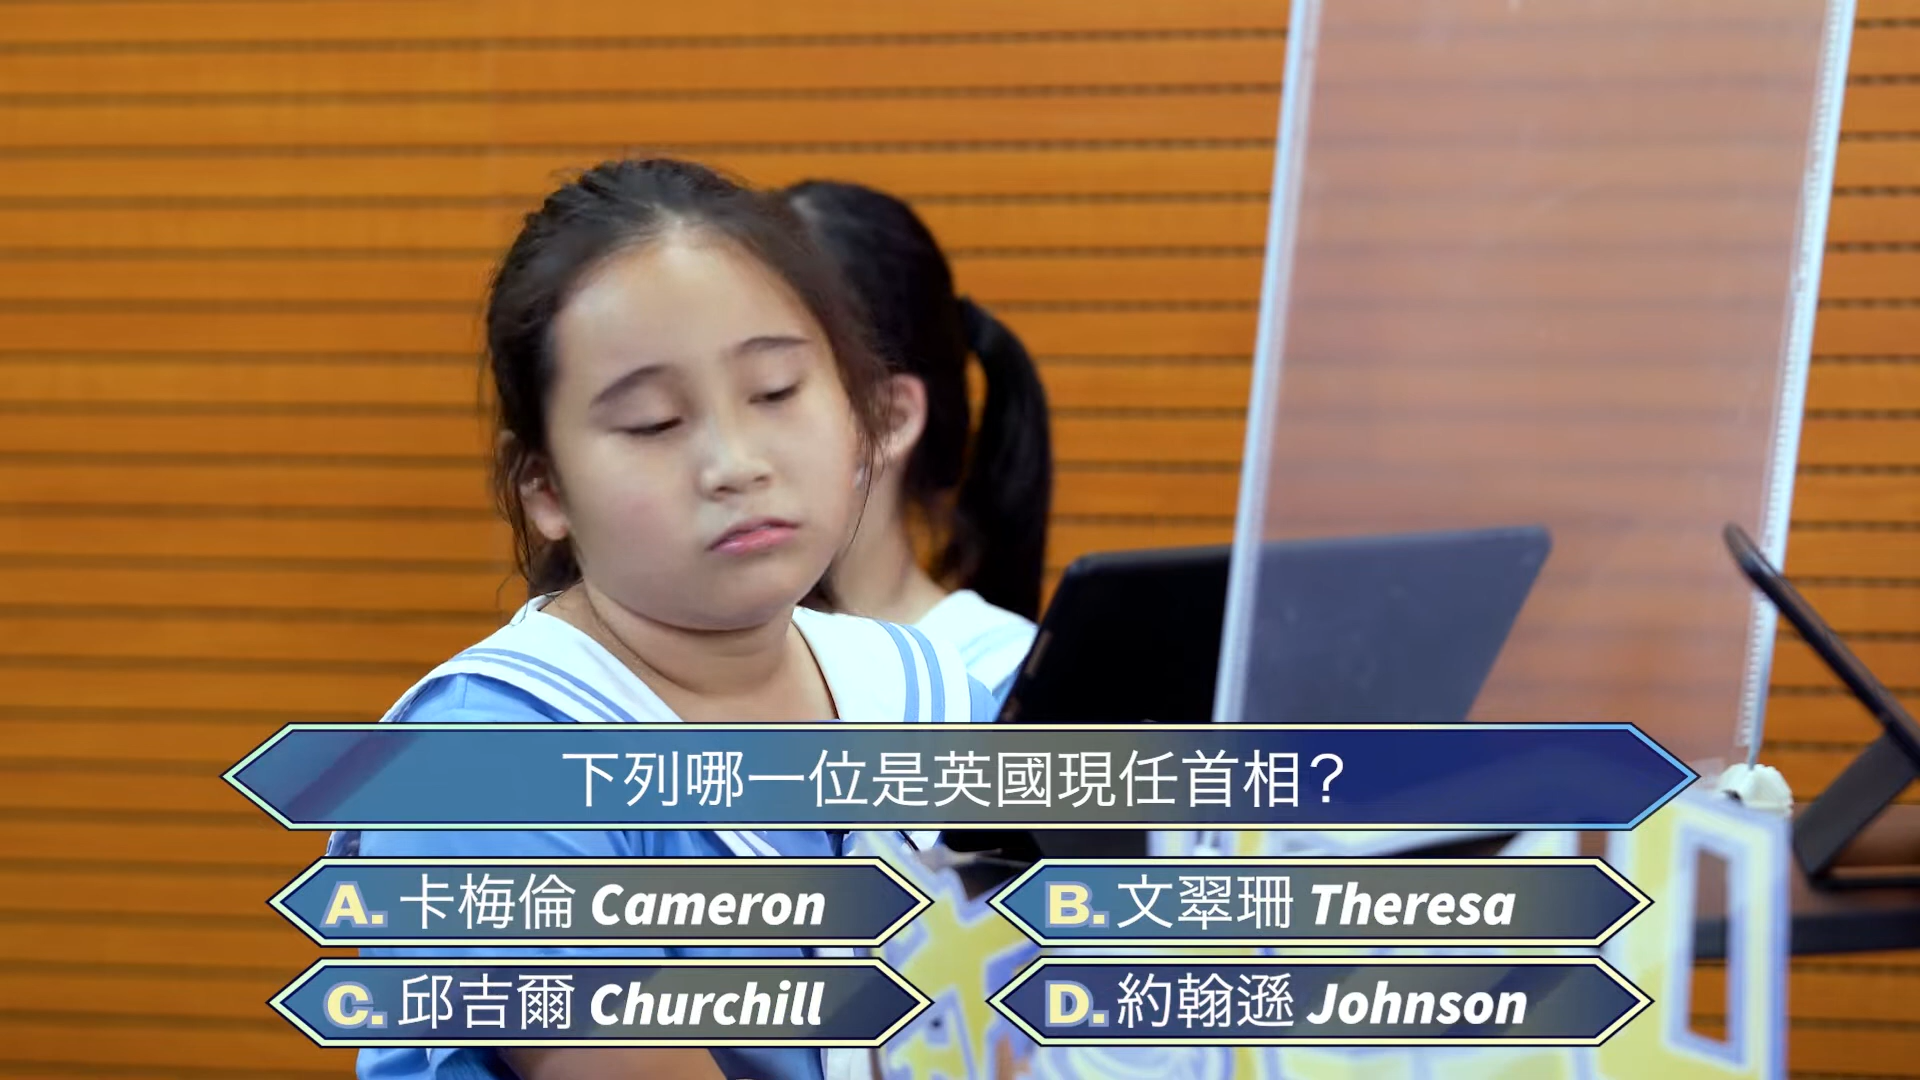 下列哪一位是英國現任首相？
A. 卡梅倫 Cameron
B. 文翠珊 Theresa
C. 邱吉爾 Churchill
D. 約翰遜 Johnson